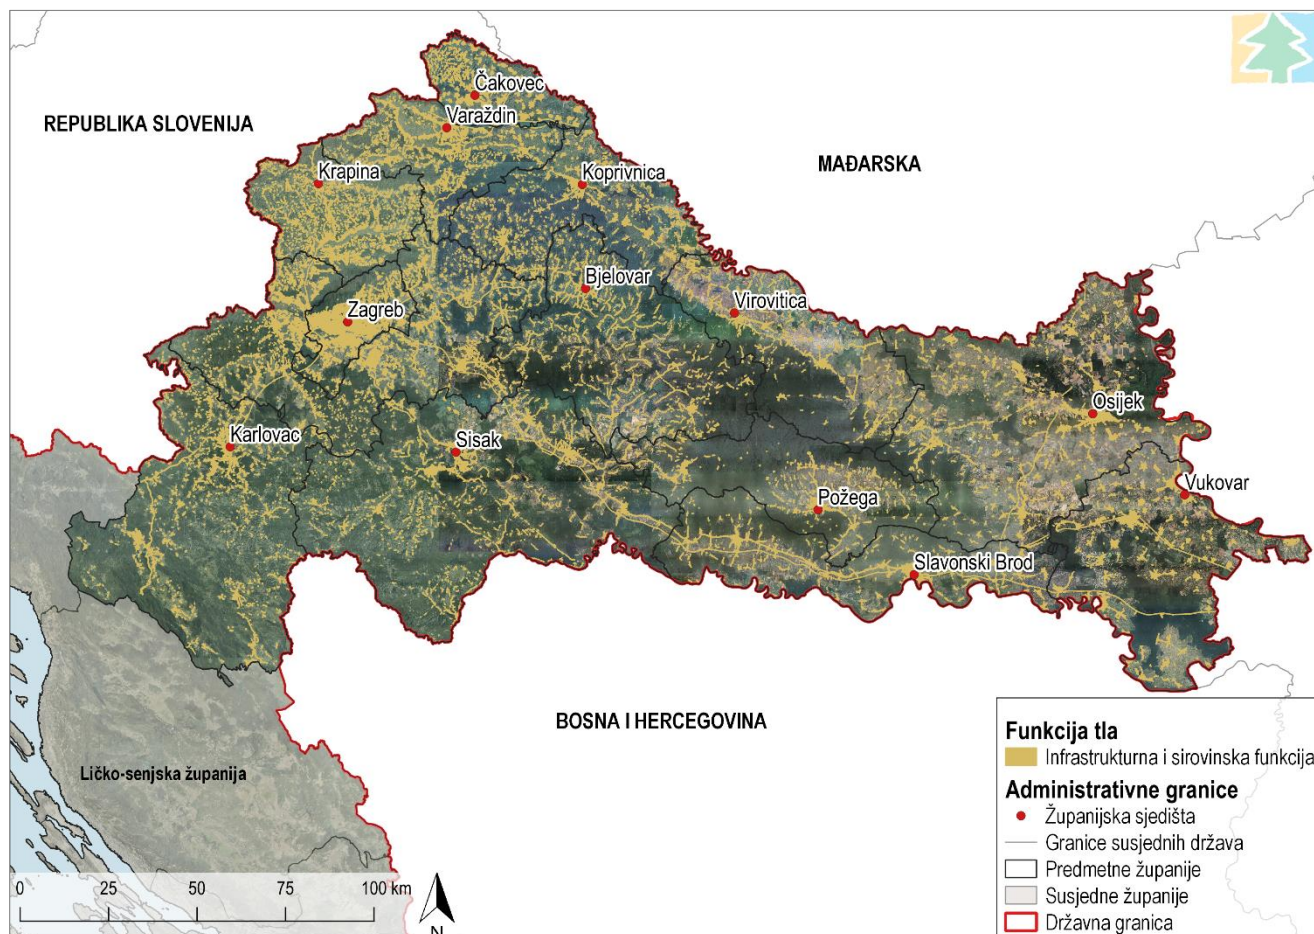 Čakovec
REPUBLIKA SLOVENIJA
Varaždin
MAĐARSKA
Krapina
Koprivnica
Bjelovar
Virovitica
Zagreb
Osijek
Karlovac
Sisak
Vukovar
Požega
Slavonski Brod
BOSNA I HERCEGOVINA
Ličko-senjska županija
Funkcija tla
Infrastrukturna i sirovinska funkcija
Administrativne granice
Županijska sjedišta
Granice susjednih država
Predmetne županije
Susjedne županije
Državna granica
0 25 50 75 100 km
N